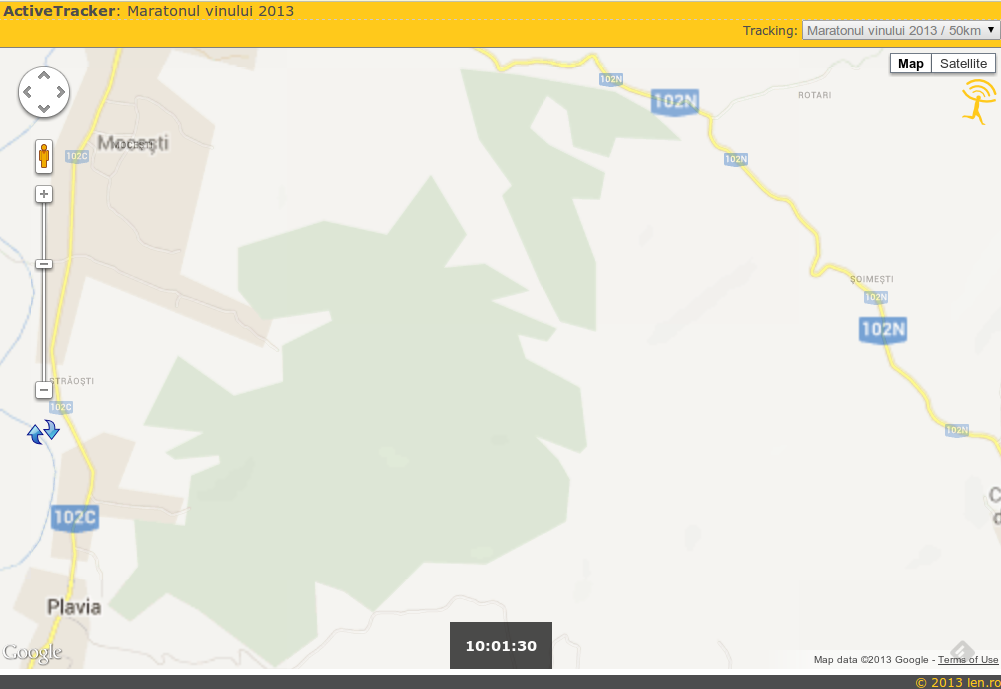 ActiveTracker: Maratonul vinului 2013
Tracking: Maratonul vinului 2013 / 50km
Map Satellite
102N
102N
ROTARI
Mocești
MOCEȘTI
102C
102N
ȘOIMEȘTI
102N
102N
STRĂOȘTI
102C
102N
102C
Plavia
10:01:30
Google
Map data ©2013 Google - Terms of Use
© 2013 len.ro